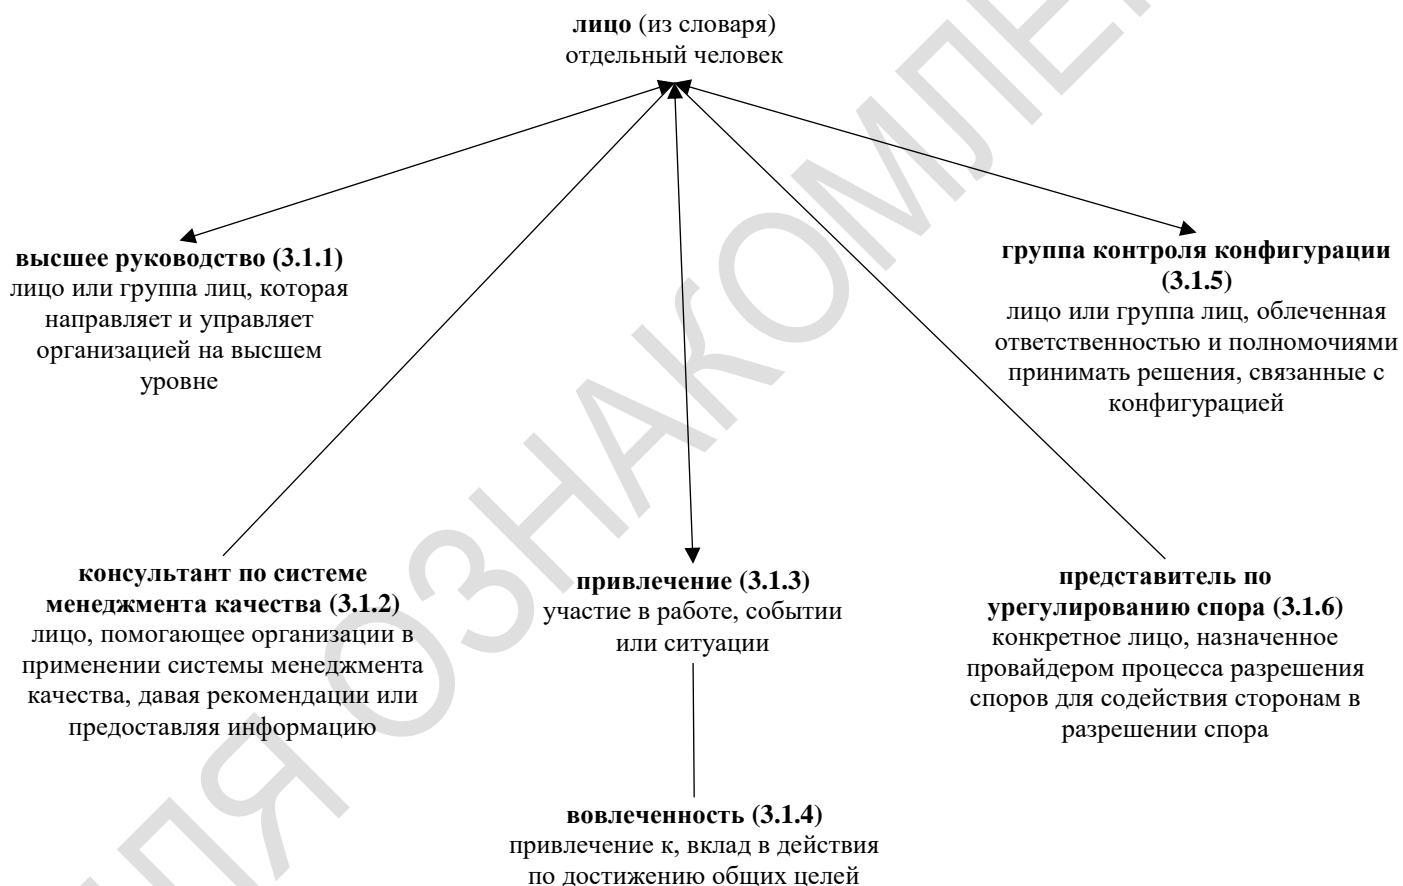 лицо (из словаря)
отдельный человек
высшее руководство (3.1.1)
лицо или группа лиц, которая
направляет и управляет
организацией на высшем
уровне
группа контроля конфигурации
(3.1.5)
лицо или группа лиц, облеченная
ответственностью и полномочиями
принимать решения, связанные с
конфигурацией
консультант по системе
менеджмента качества (3.1.2)
лицо, помогающее организации в
применении системы менеджмента
качества, давая рекомендации или
предоставляя информацию
привлечение (3.1.3)
участие в работе, событии
или ситуации
представитель по
урегулированию спора (3.1.6)
конкретное лицо, назначенное
провайдером процесса разрешения
споров для содействия сторонам в
разрешении спора
вовлеченность (3.1.4)
привлечение к, вклад в действия
по достижению общих целей
ЛЯ ОЗНАКОМЛЕ